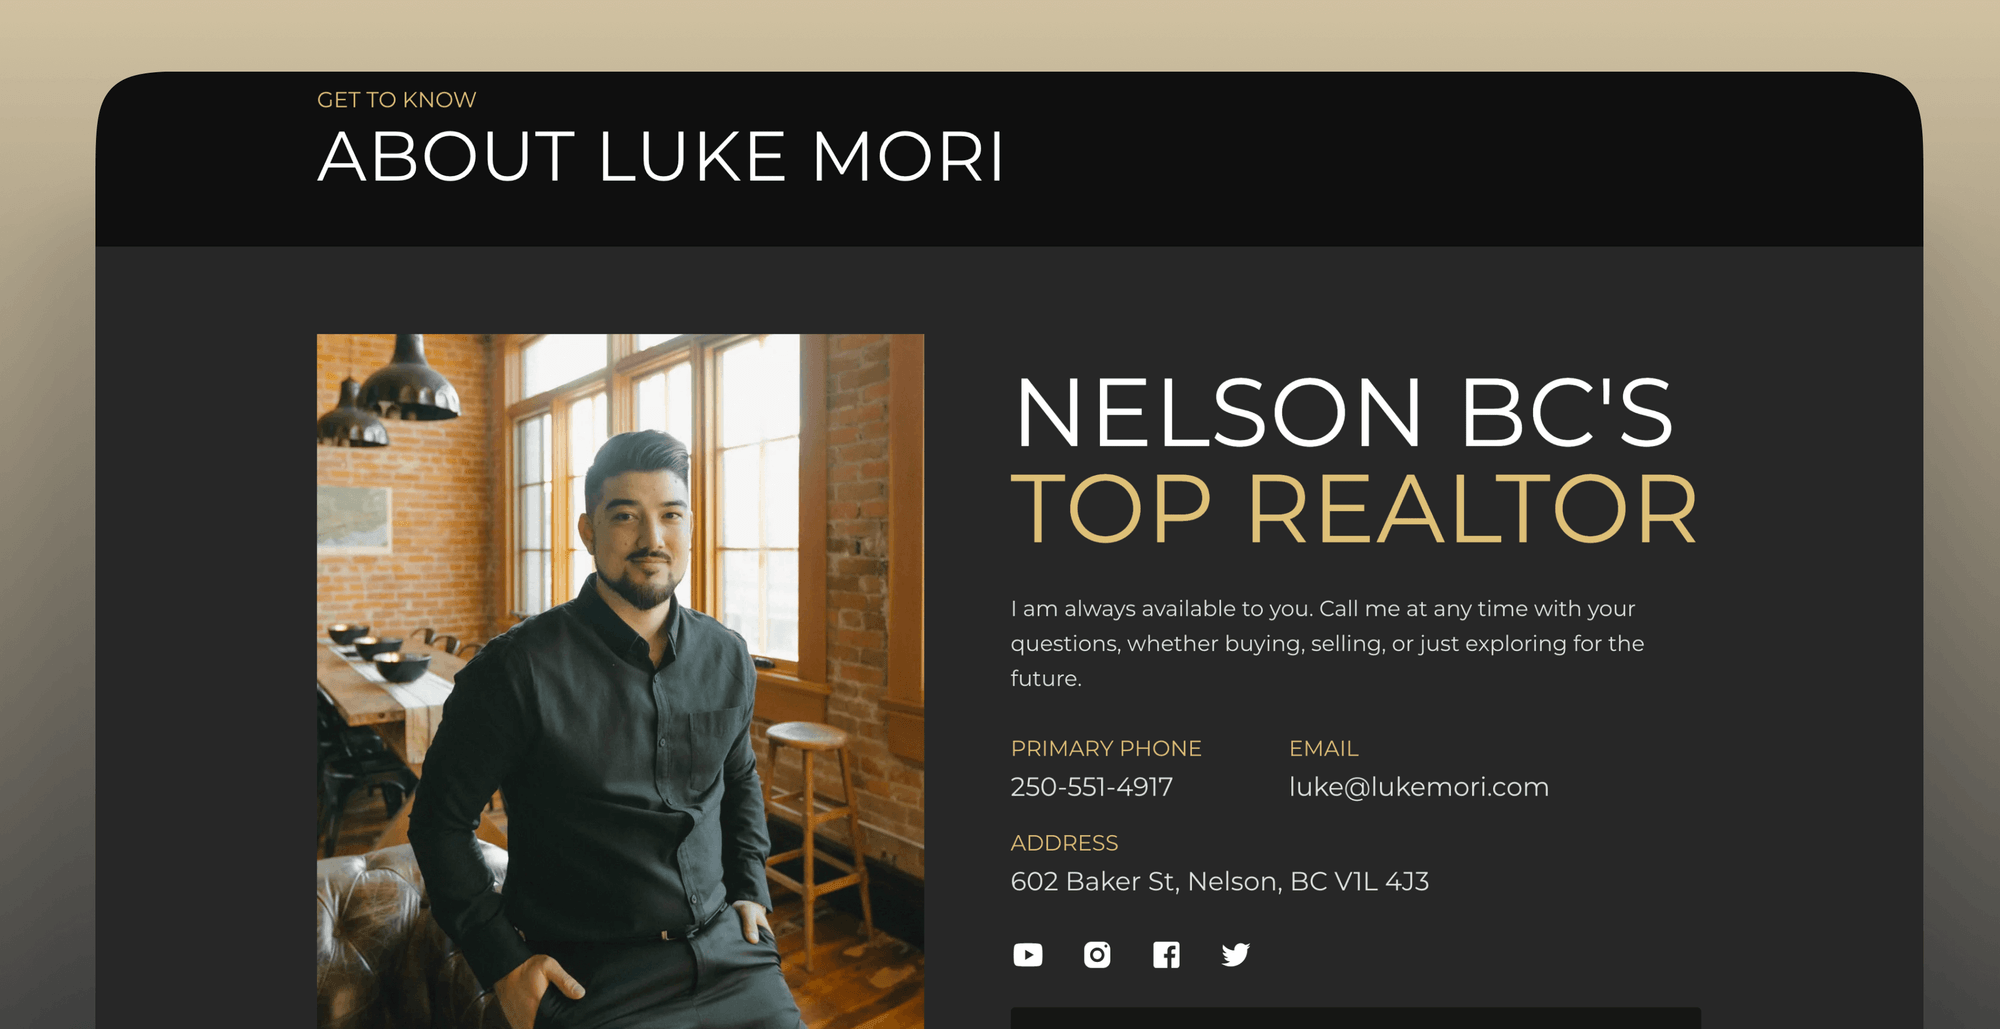 GET TO KNOW
ABOUT LUKE MORI
NELSON BC'S
TOP REALTOR
I am always available to you. Call me at any time with your
questions, whether buying, selling, or just exploring for the
future.
PRIMARY PHONE
250-551-4917
EMAIL
luke@lukemori.com
ADDRESS
602 Baker St, Nelson, BC V1L 4J3